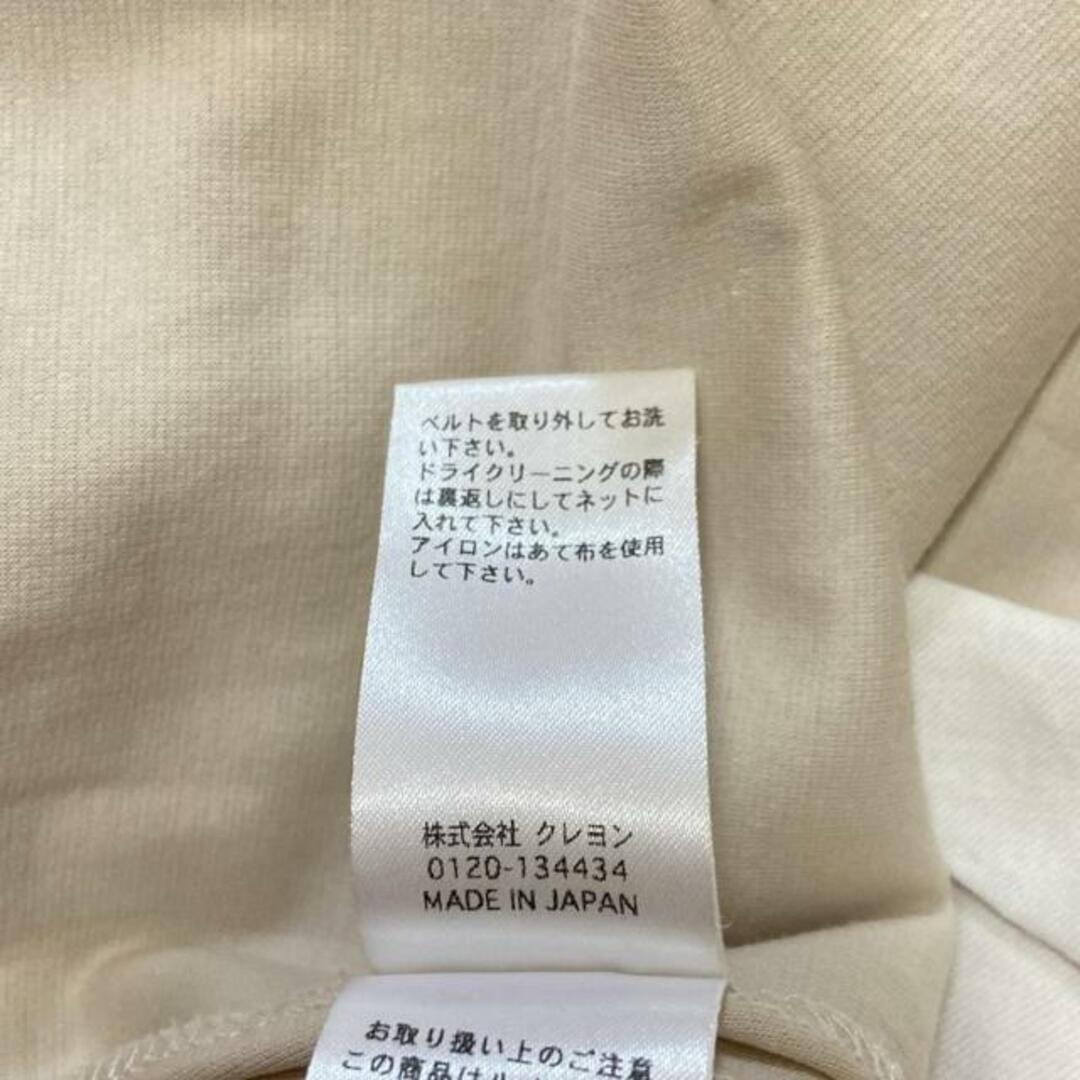 ベルトを取り外してお洗
い下さい。
ドライクリーニングの際
は裏返しにしてネットに
入れて下さい。
アイロンはあて布を使用
して下さい。
株式会社 クレヨン
0120-134434
MADE IN JAPAN
お取り扱い上のご注意
この商品は